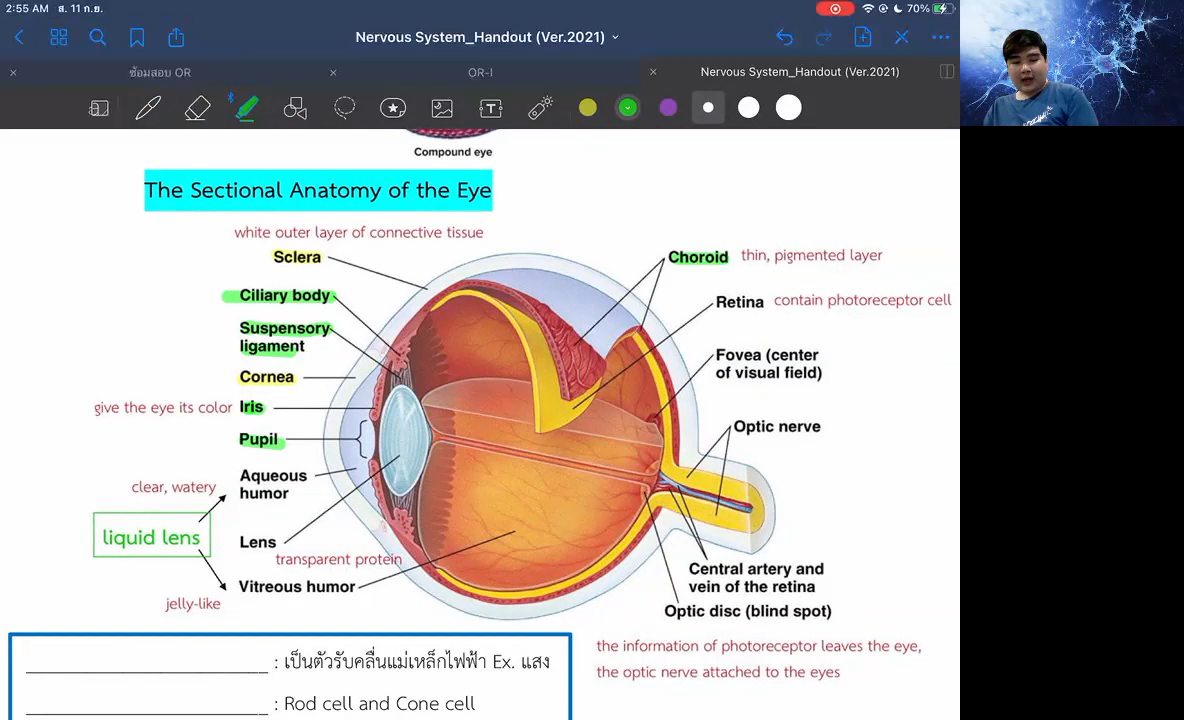 2:55 AM ส. 11 ก.ย.
70%
Nervous System_Handout (Ver.2021)
ซ้อมสอบ OR
OR-I
Nervous System_Handout (Ver.2021)
Compound eye
The Sectional Anatomy of the Eye
white outer layer of connective tissue
Sclera
Choroid thin, pigmented layer
Ciliary body
Retina contain photoreceptor cell
Suspensory
ligament
Fovea (center
of visual field)
Cornea
give the eye its color Iris
Optic nerve
Pupil
Aqueous
humor
clear, watery
liquid lens
Lens
transparent protein
Vitreous humor
jelly-like
Central artery and
vein of the retina
Optic disc (blind spot)
the information of photoreceptor leaves the eye,
the optic nerve attached to the eyes
: เป็นตัวรับคลื่นแม่เหล็กไฟฟ้า Ex. แสง
: Rod cell and Cone cell